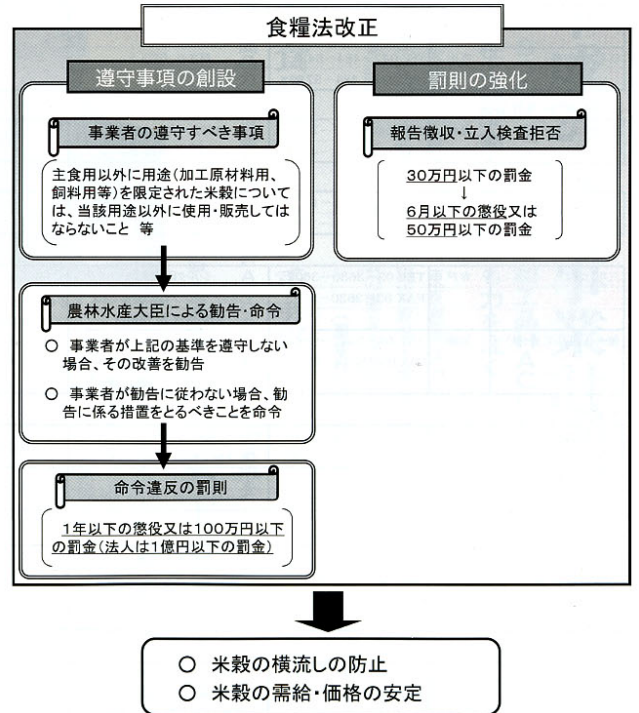 食糧法改正
遵守事項の創設
事業者の遵守すべき事項
主食用以外に用途(加工原材料用、
飼料用等)を限定された米穀について
は、当該用途以外に使用・販売しては
ならないこと 等
農林水産大臣による勧告・命令
○ 事業者が上記の基準を遵守しない
場合、その改善を勧告
○ 事業者が勧告に従わない場合、勧
告に係る措置をとるべきことを命令
命令違反の罰則
1年以下の懲役又は100万円以下
の罰金(法人は1億円以下の罰金)
罰則の強化
報告徴収・立入検査拒否
30万円以下の罰金
↓
6月以下の懲役又は
50万円以下の罰金
○ 米穀の横流しの防止
○ 米穀の需給・価格の安定